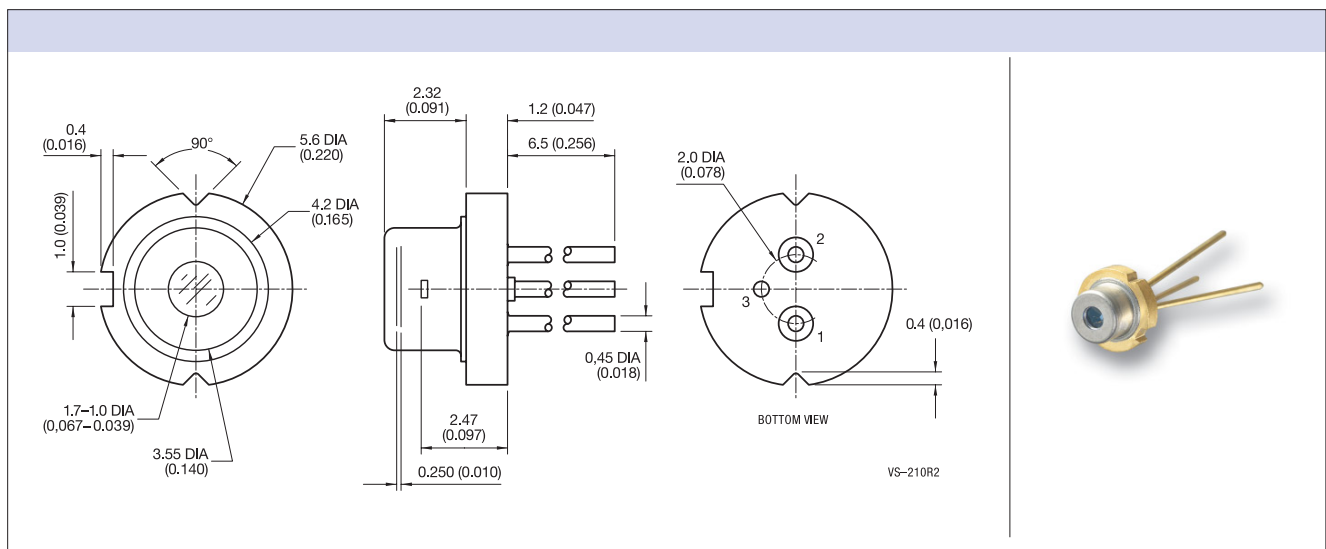 0.4
(0.016)
90°
5.6 DIA
(0.220)
4.2 DIA
(0.165)
1.0 (0.039)
1.7–1.0 DIA
(0,067–0.039)
3.55 DIA
(0.140)
2.32
(0.091)
1.2 (0.047)
6.5 (0.256)
0,45 DIA
(0.018)
2.47
(0.097)
0.250 (0.010)
2.0 DIA
(0.078)
2
3
1
0.4 (0,016)
BOTTOM VIEW
VS–210R2